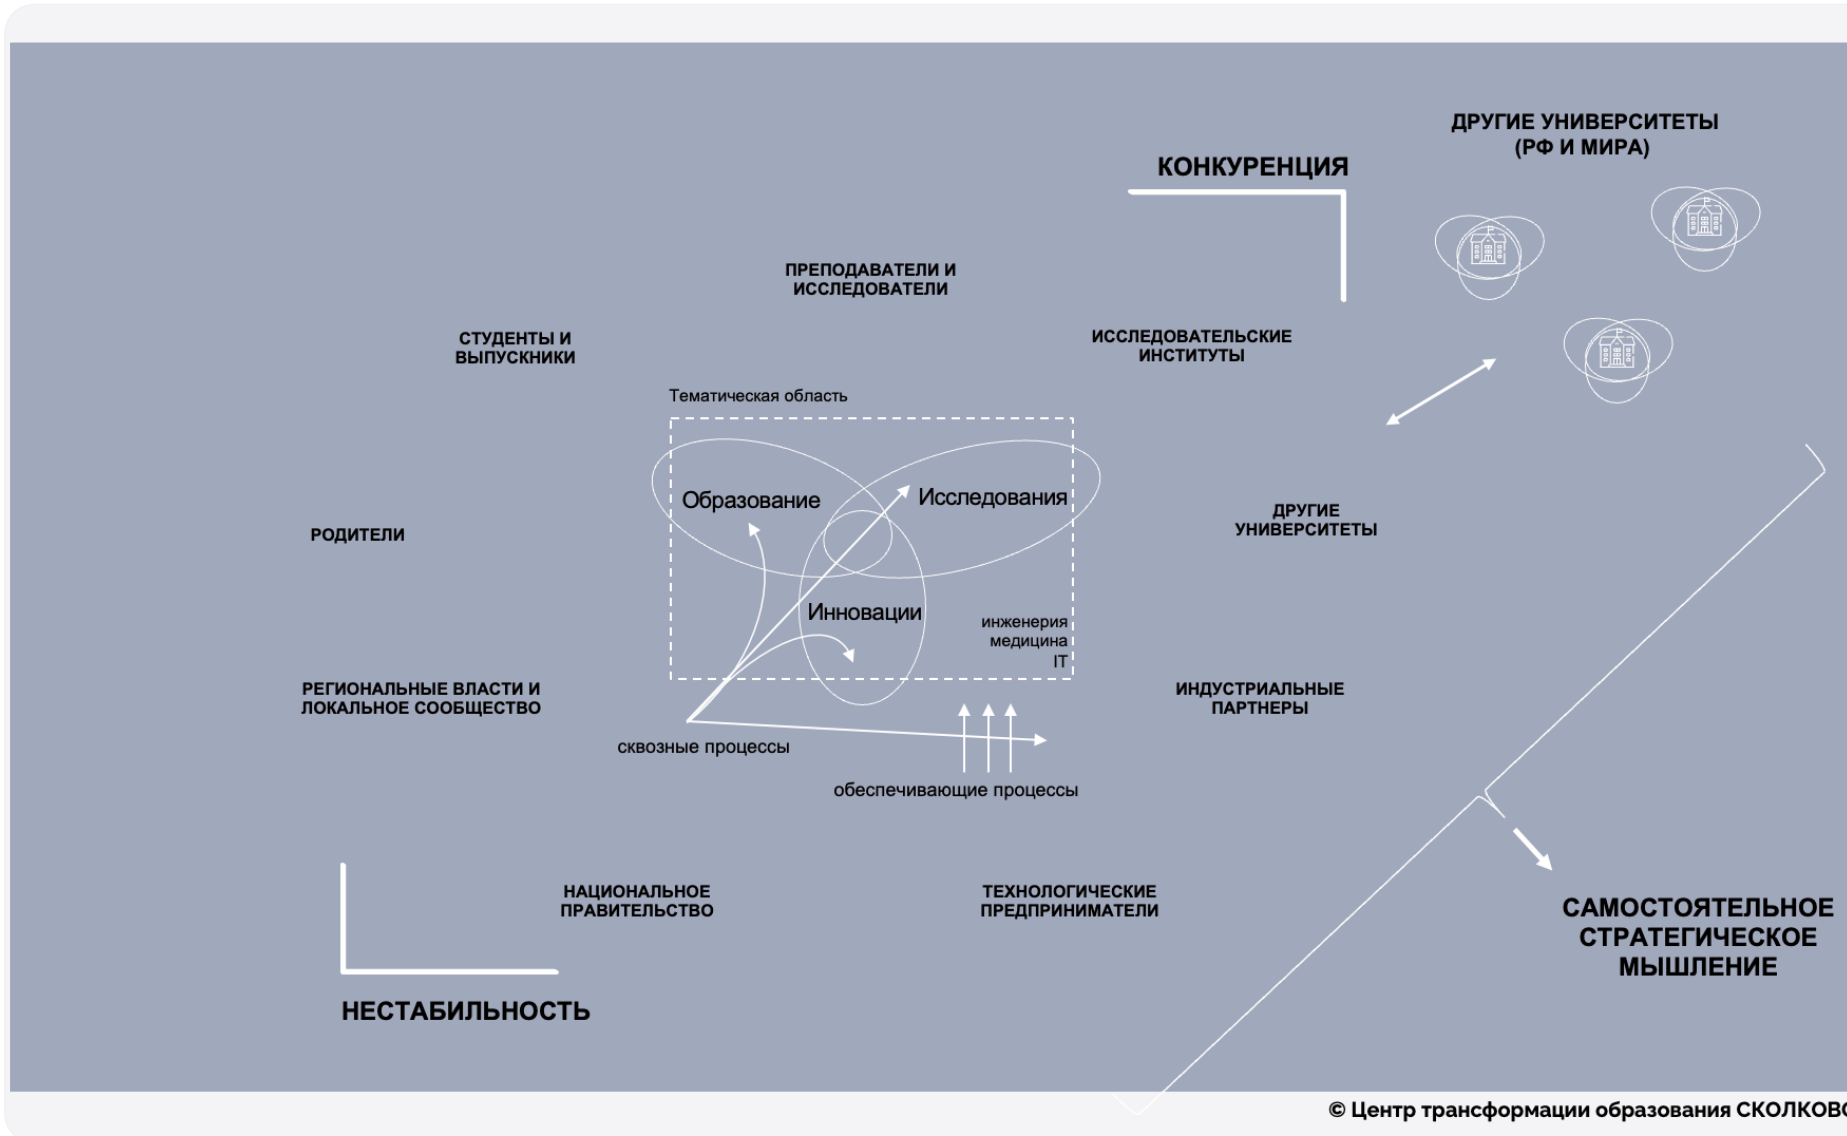 ДРУГИЕ УНИВЕРСИТЕТЫ
(РФ И МИРА)
КОНКУРЕНЦИЯ
ПРЕПОДАВАТЕЛИ И
ИССЛЕДОВАТЕЛИ
СТУДЕНТЫ И
ВЫПУСКНИКИ
ИССЛЕДОВАТЕЛЬСКИЕ
ИНСТИТУТЫ
Тематическая область
Образование
Исследования
ДРУГИЕ
УНИВЕРСИТЕТЫ
РОДИТЕЛИ
Инновации
инженерия
медицина
IT
РЕГИОНАЛЬНЫЕ ВЛАСТИ И
ЛОКАЛЬНОЕ СООБЩЕСТВО
ИНДУСТРИАЛЬНЫЕ
ПАРТНЕРЫ
сквозные процессы
обеспечивающие процессы
НАЦИОНАЛЬНОЕ
ПРАВИТЕЛЬСТВО
ТЕХНОЛОГИЧЕСКИЕ
ПРЕДПРИНИМАТЕЛИ
САМОСТОЯТЕЛЬНОЕ
СТРАТЕГИЧЕСКОЕ
МЫШЛЕНИЕ
НЕСТАБИЛЬНОСТЬ
© Центр трансформации образования СКОЛКОВО